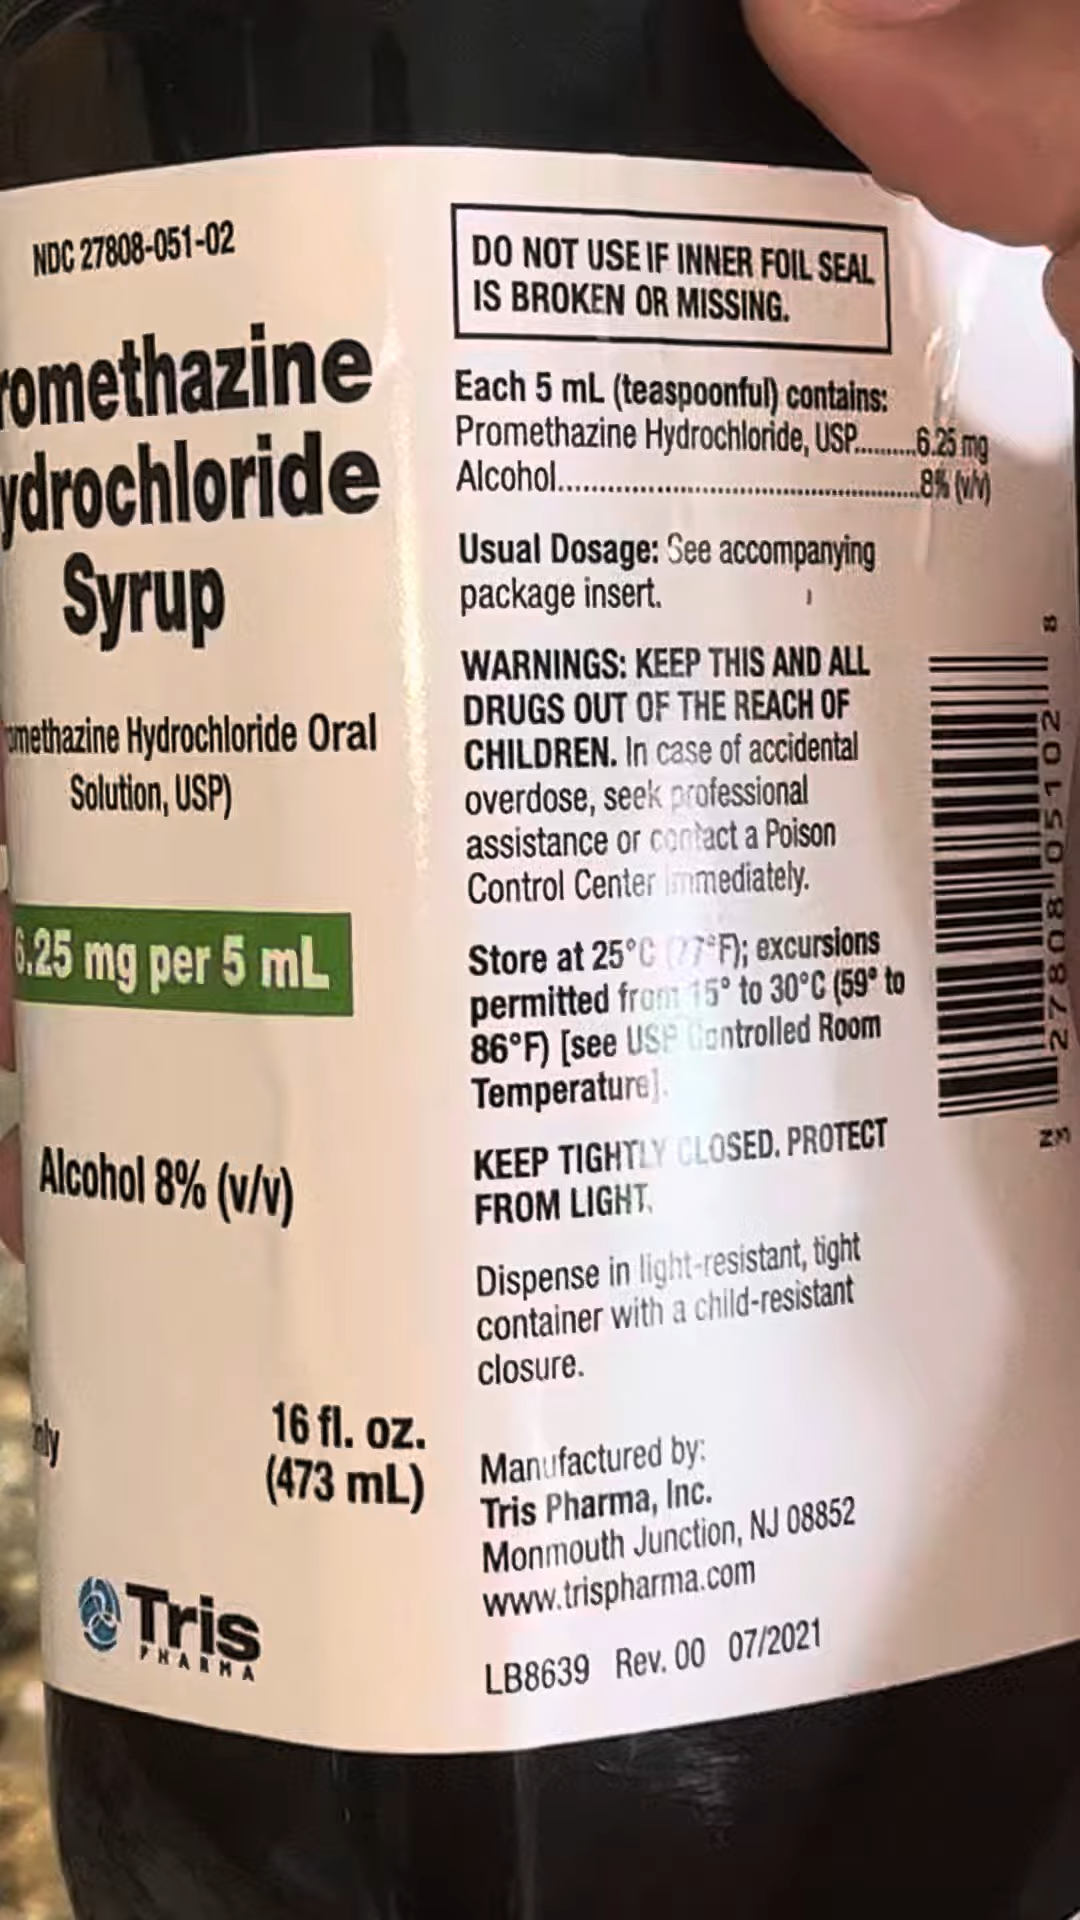 NDC 27808-051-02
romethazine
ydrochloride
Syrup
methazine Hydrochloride Oral
Solution, USP)
6.25 mg per 5 mL
Alcohol 8% (v/v)
16 fl. oz.
(473 mL)
Tris
PHARMA
DO NOT USE IF INNER FOIL SEAL
IS BROKEN OR MISSING.
Each 5 mL (teaspoonful) contains:
Promethazine Hydrochloride, USP..........6.25 mg
Alcohol..................................................8% (v/v)
Usual Dosage: See accompanying
package insert.
WARNINGS: KEEP THIS AND ALL
DRUGS OUT OF THE REACH OF
CHILDREN. In case of accidental
overdose, seek professional
assistance or contact a Poison
Control Center immediately.
Store at 25°C (77°F); excursions
permitted from 15° to 30°C (59° to
86°F) [see USP Controlled Room
Temperature].
KEEP TIGHTLY CLOSED. PROTECT
FROM LIGHT.
Dispense in light-resistant, tight
container with a child-resistant
closure.
Manufactured by:
Tris Pharma, Inc.
Monmouth Junction, NJ 08852
www.trispharma.com
LB8639 Rev. 00 07/2021
N3 27808-05102 8